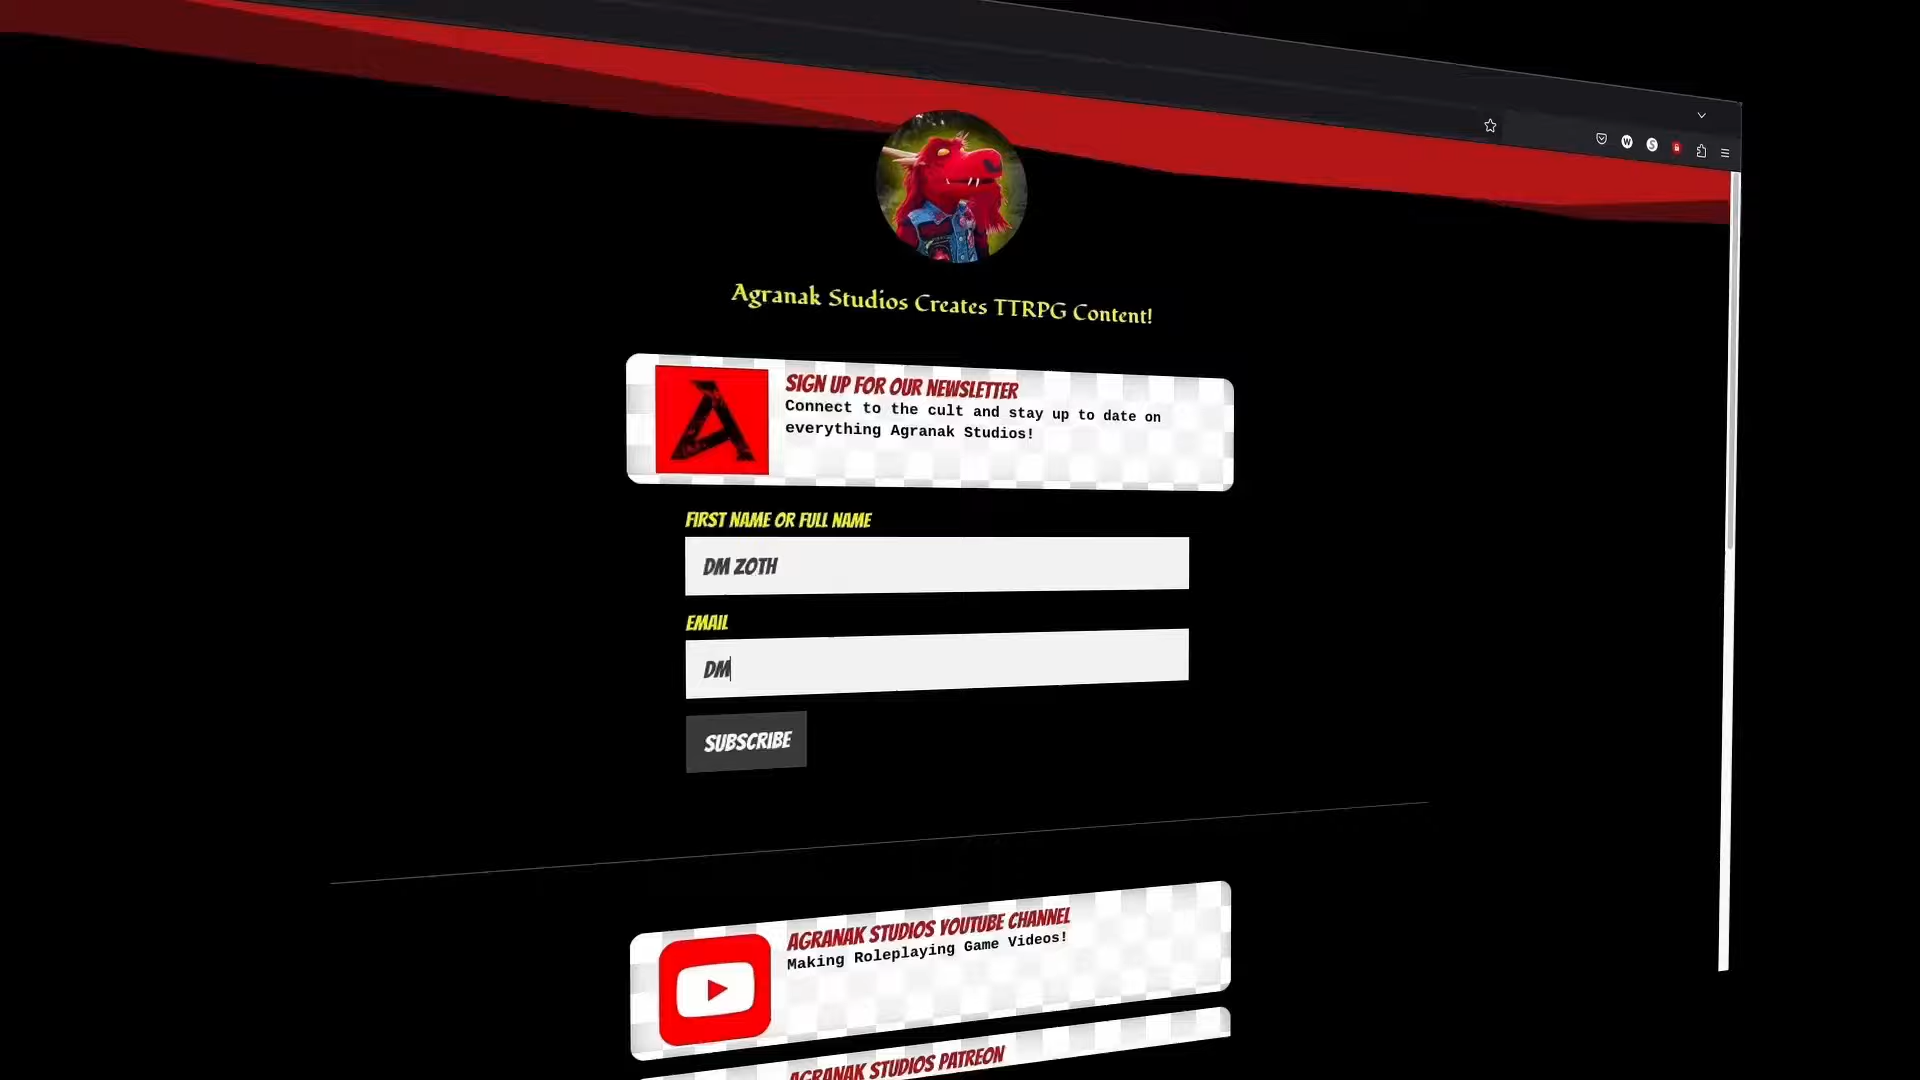 Agranak Studios Creates TTRPG Content!
SIGN UP FOR OUR NEWSLETTER
Connect to the cult and stay up to date on
everything Agranak Studios!
FIRST NAME OR FULL NAME
DM ZOTH
EMAIL
DM
SUBSCRIBE
AGRANAK STUDIOS YOUTUBE CHANNEL
Making Roleplaying Game Videos!
AGRANAK STUDIOS PATREON